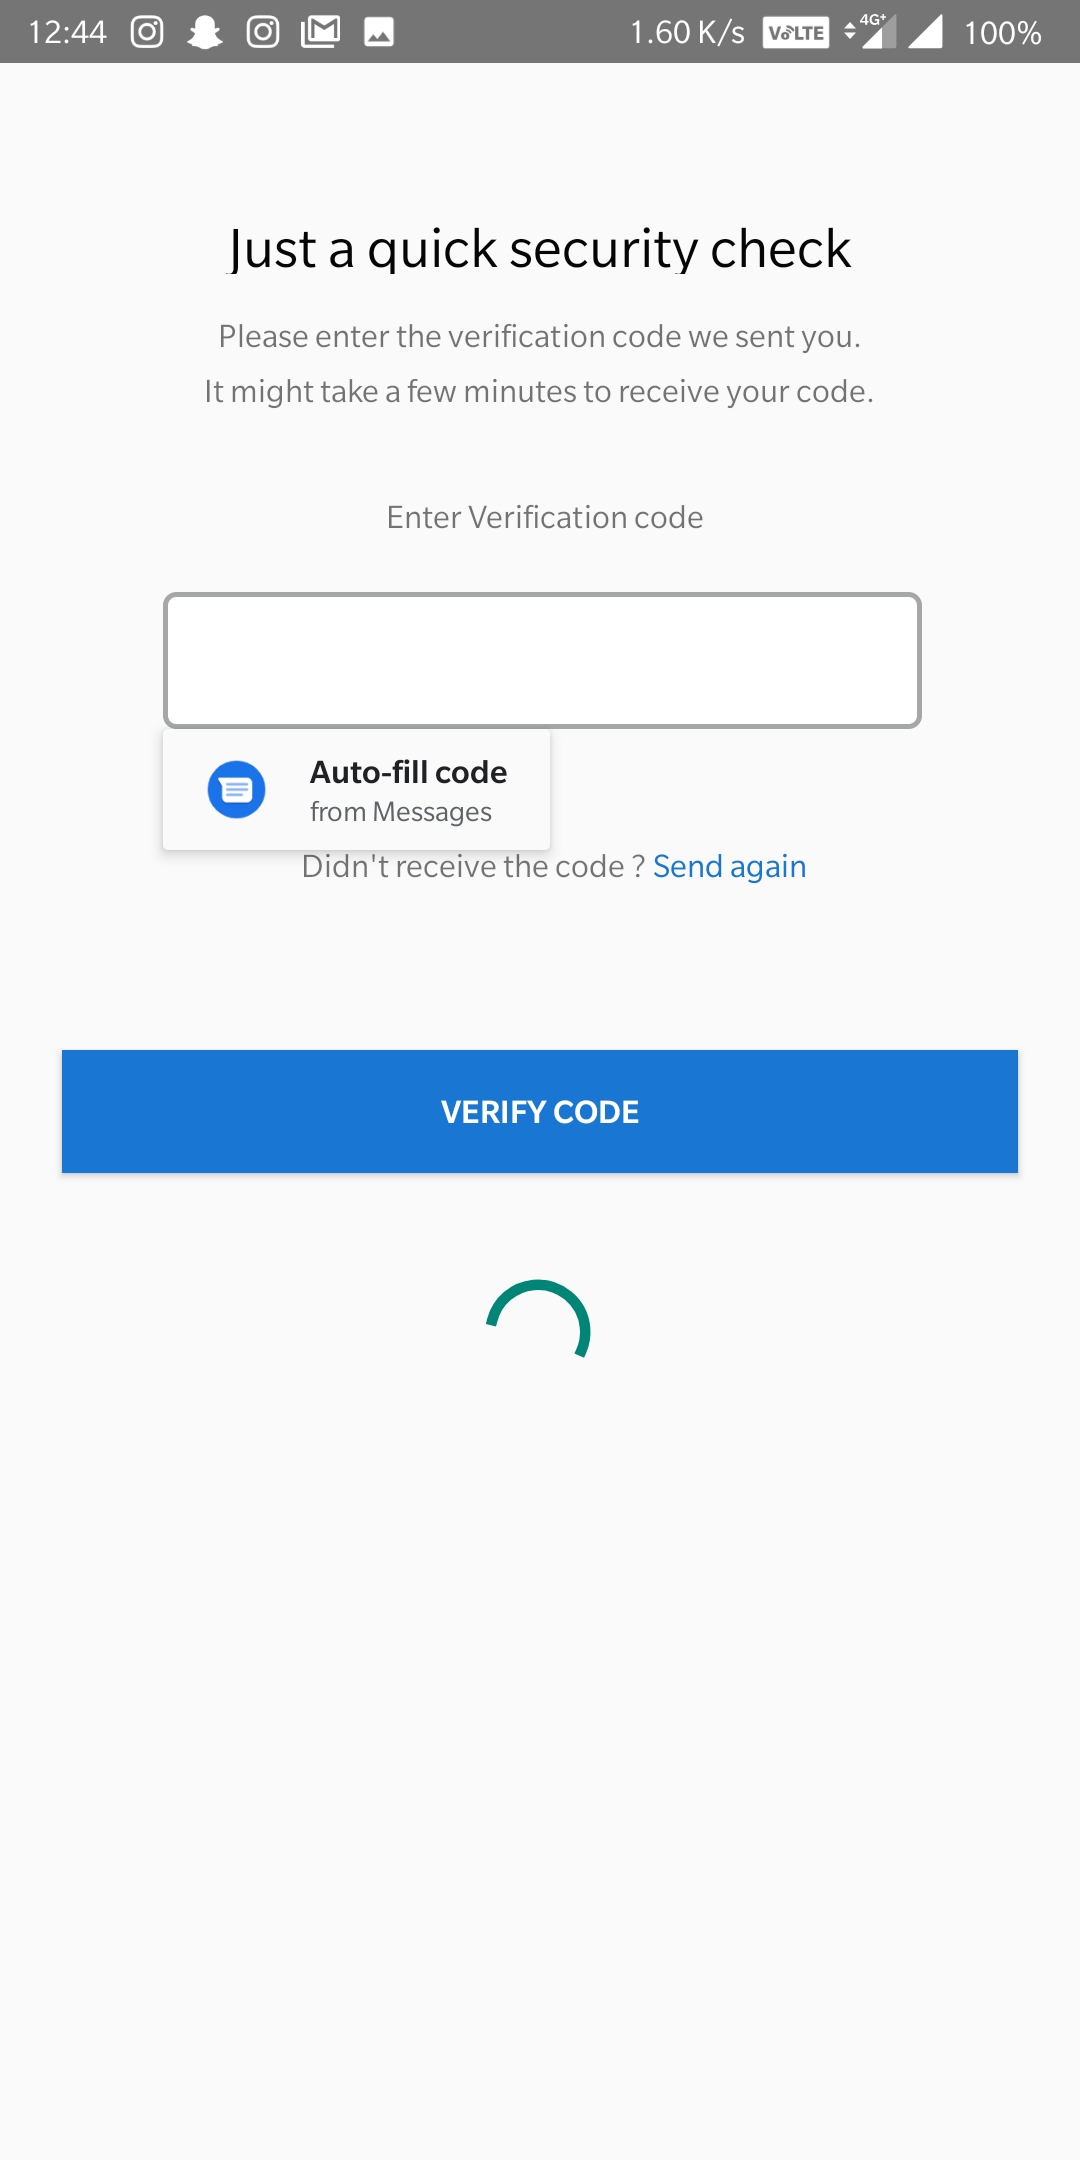 12:44 1.60 K/s VoLTE 4G+ 100%
Just a quick security check
Please enter the verification code we sent you.
It might take a few minutes to receive your code.
Enter Verification code
Auto-fill code
from Messages
Didn't receive the code ? Send again
VERIFY CODE